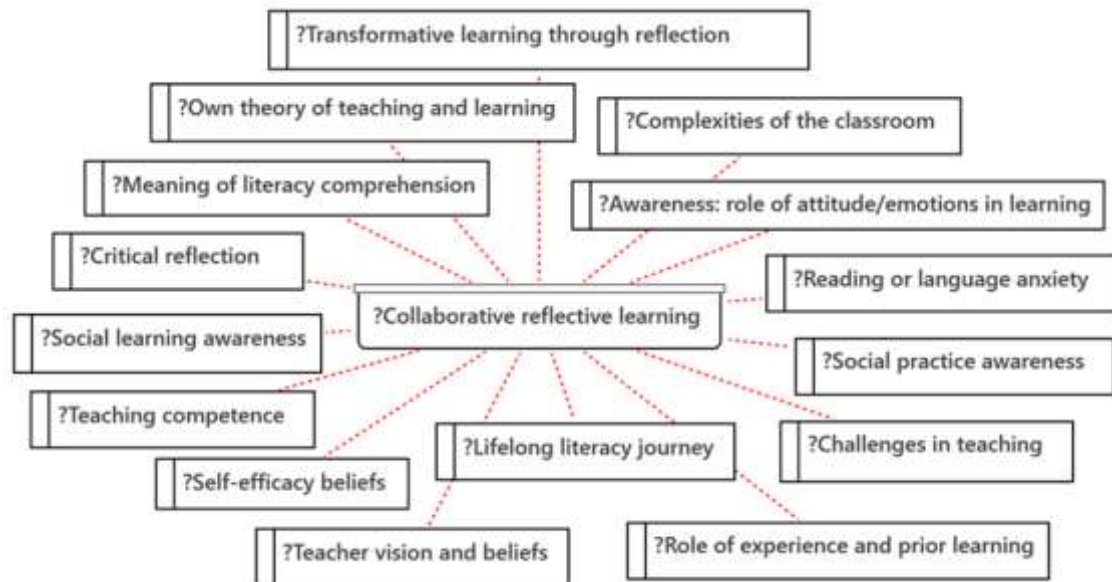 ?Transformative learning through reflection
?Own theory of teaching and learning
?Complexities of the classroom
?Meaning of literacy comprehension
?Awareness: role of attitude/emotions in learning
?Critical reflection
?Reading or language anxiety
?Collaborative reflective learning
?Social learning awareness
?Social practice awareness
?Teaching competence
?Lifelong literacy journey
?Challenges in teaching
?Self-efficacy beliefs
?Teacher vision and beliefs
?Role of experience and prior learning